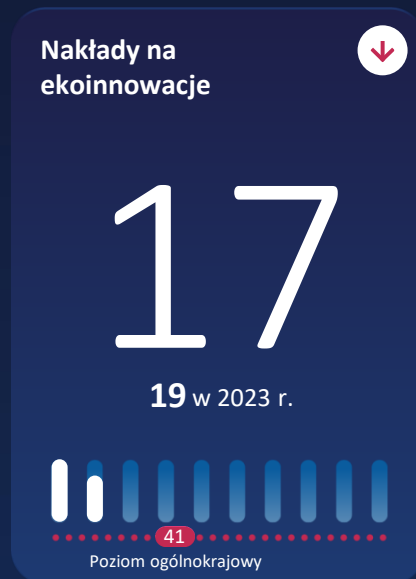 Nakłady na
ekoinnowacje
17
19 w 2023 r.
41
Poziom ogólnokrajowy